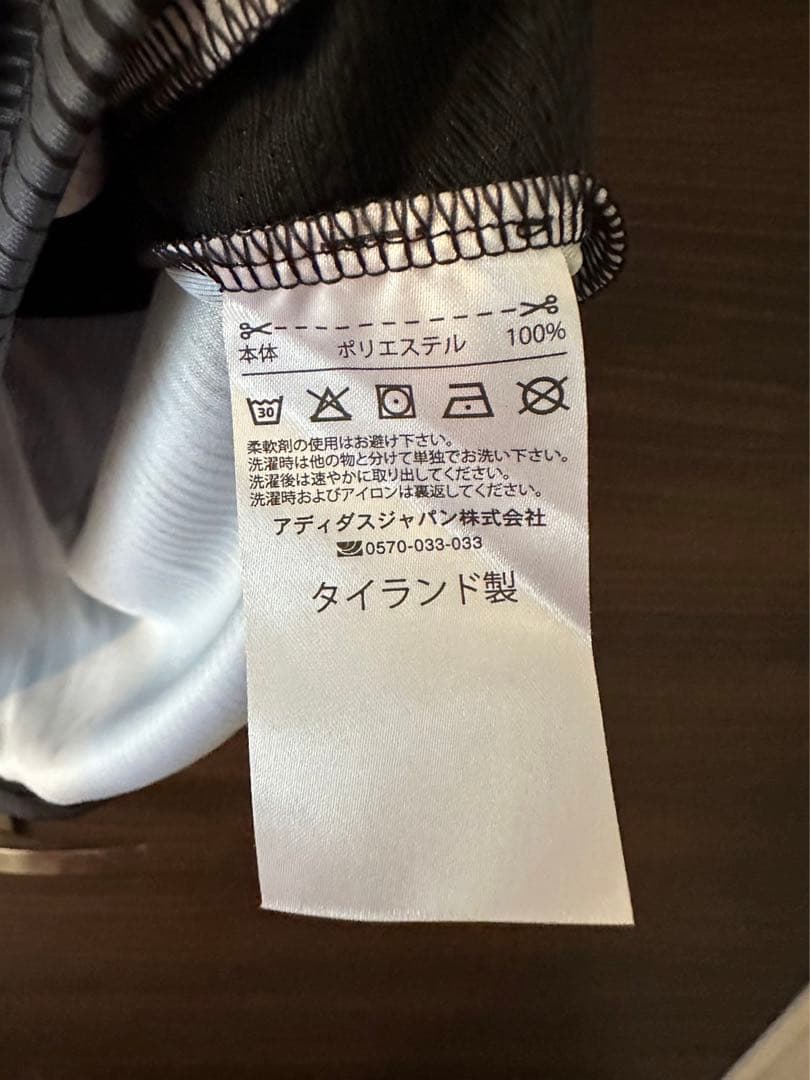 本体 ポリエステル 100%
30
柔軟剤の使用はお避け下さい。
洗濯時は他の物と分けて単独でお洗い下さい。
洗濯後は速やかに取り出してください。
洗濯時およびアイロンは裏返してください。
アディダスジャパン株式会社
0570-033-033
タイランド製